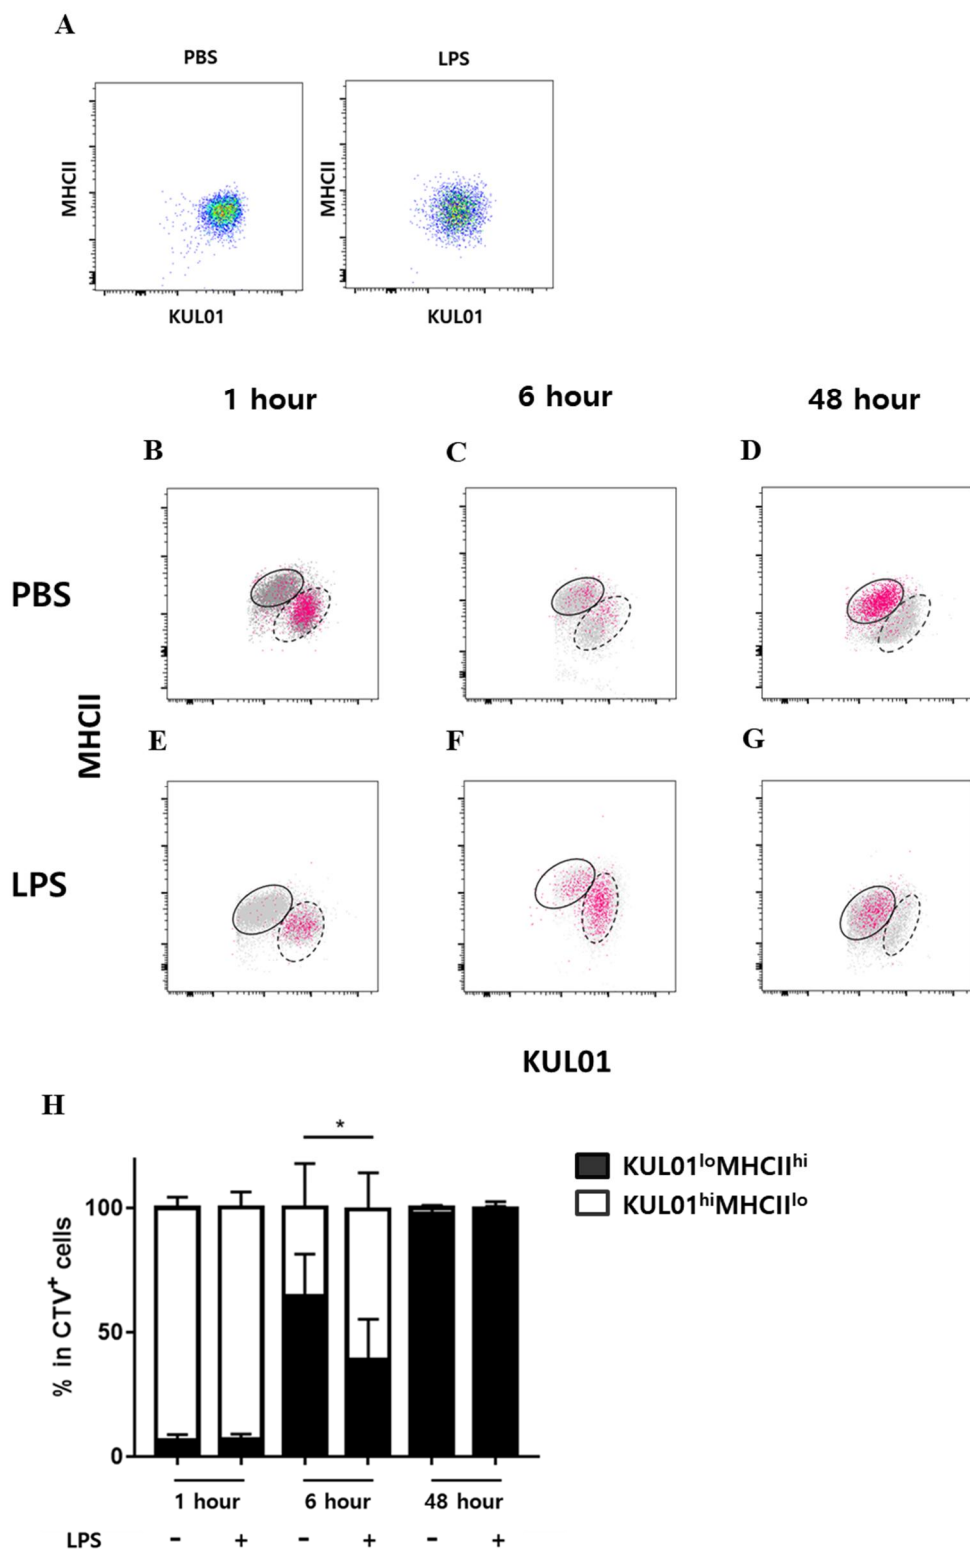 A
PBS
LPS
MHCII
MHCII
KUL01
KUL01
1 hour
6 hour
48 hour
B
C
D
PBS
MHCII
E
F
G
LPS
KUL01
H
*
KUL01loMHCIIhi
KUL01hiMHCIIlo
% in CTV+ cells
100
50
0
1 hour
6 hour
48 hour
LPS - + - + - +